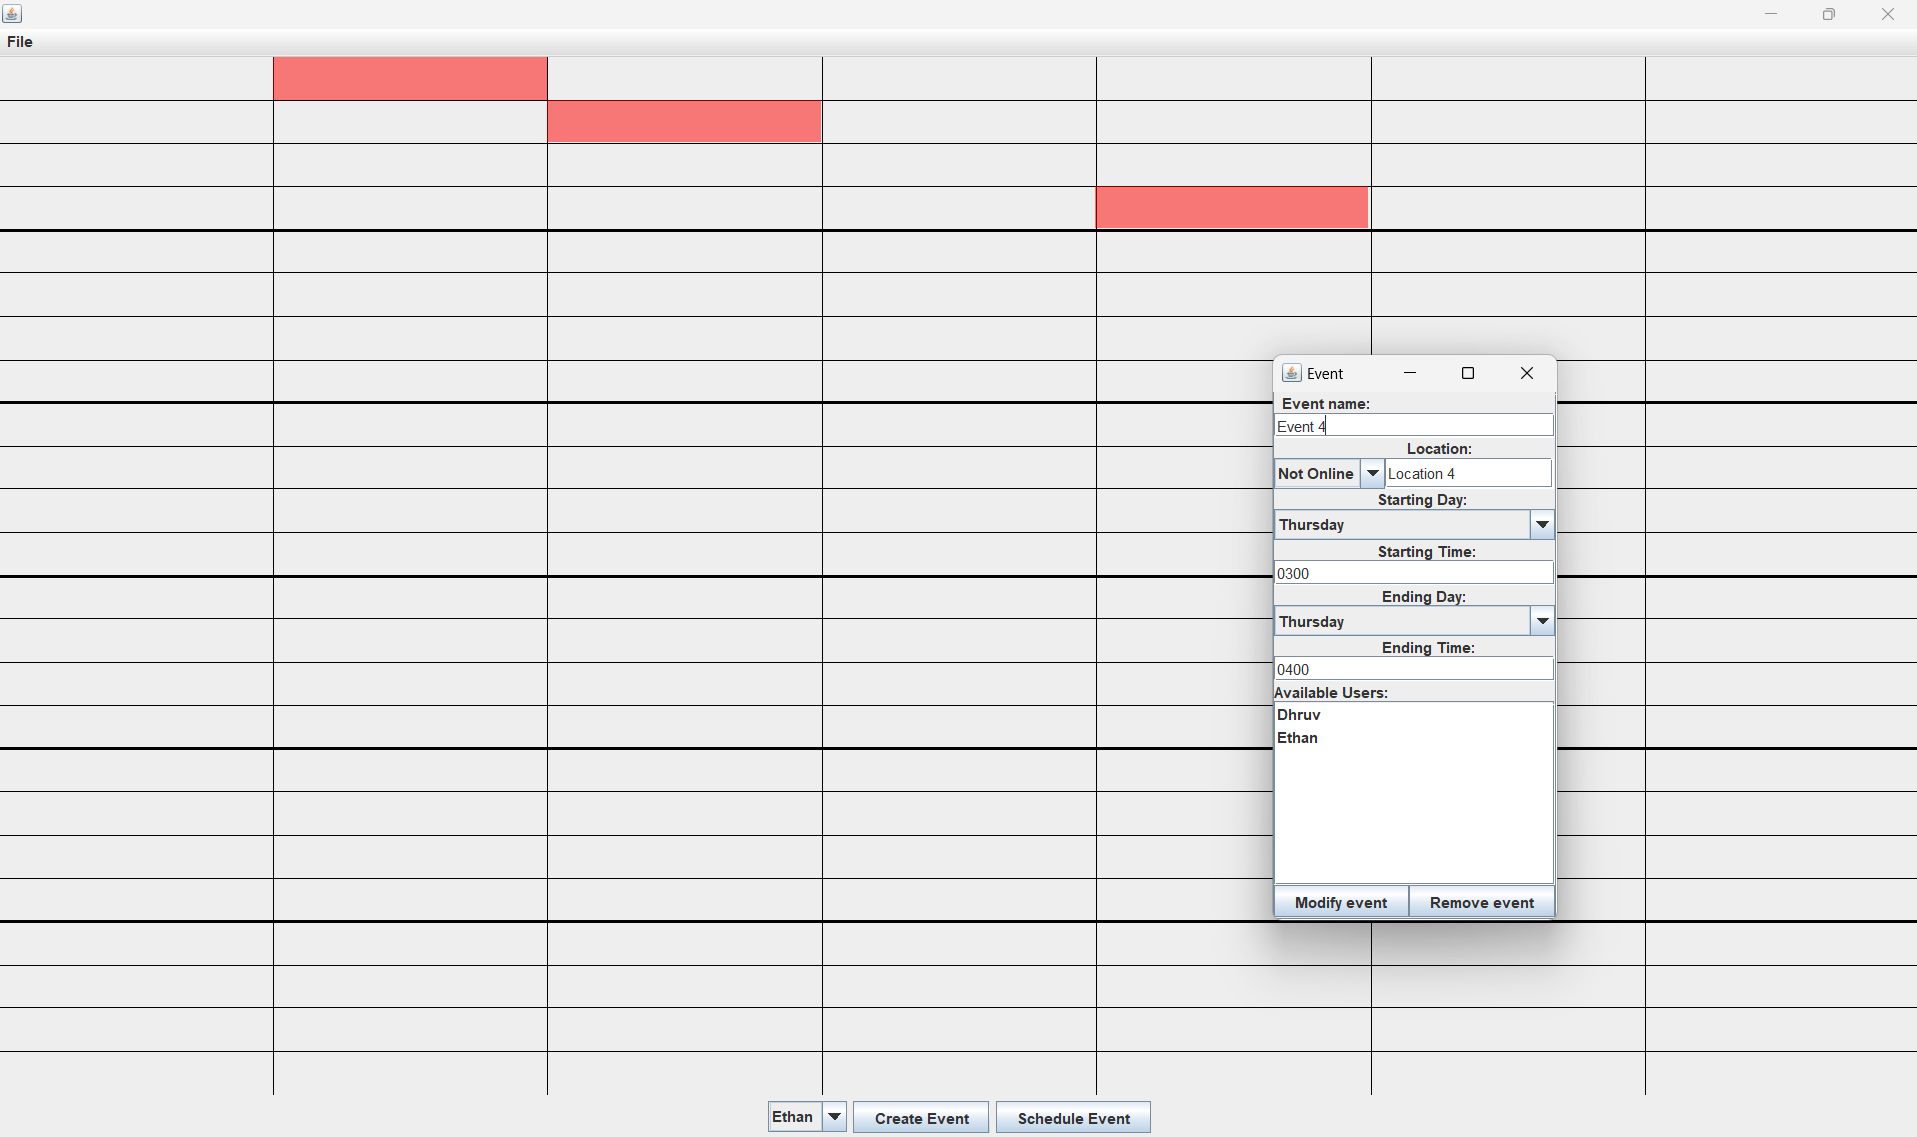 File
Event
Event name:
Event 4
Location:
Not Online Location 4
Starting Day:
Thursday
Starting Time:
0300
Ending Day:
Thursday
Ending Time:
0400
Available Users:
Dhruv
Ethan
Modify event Remove event
Ethan Create Event Schedule Event